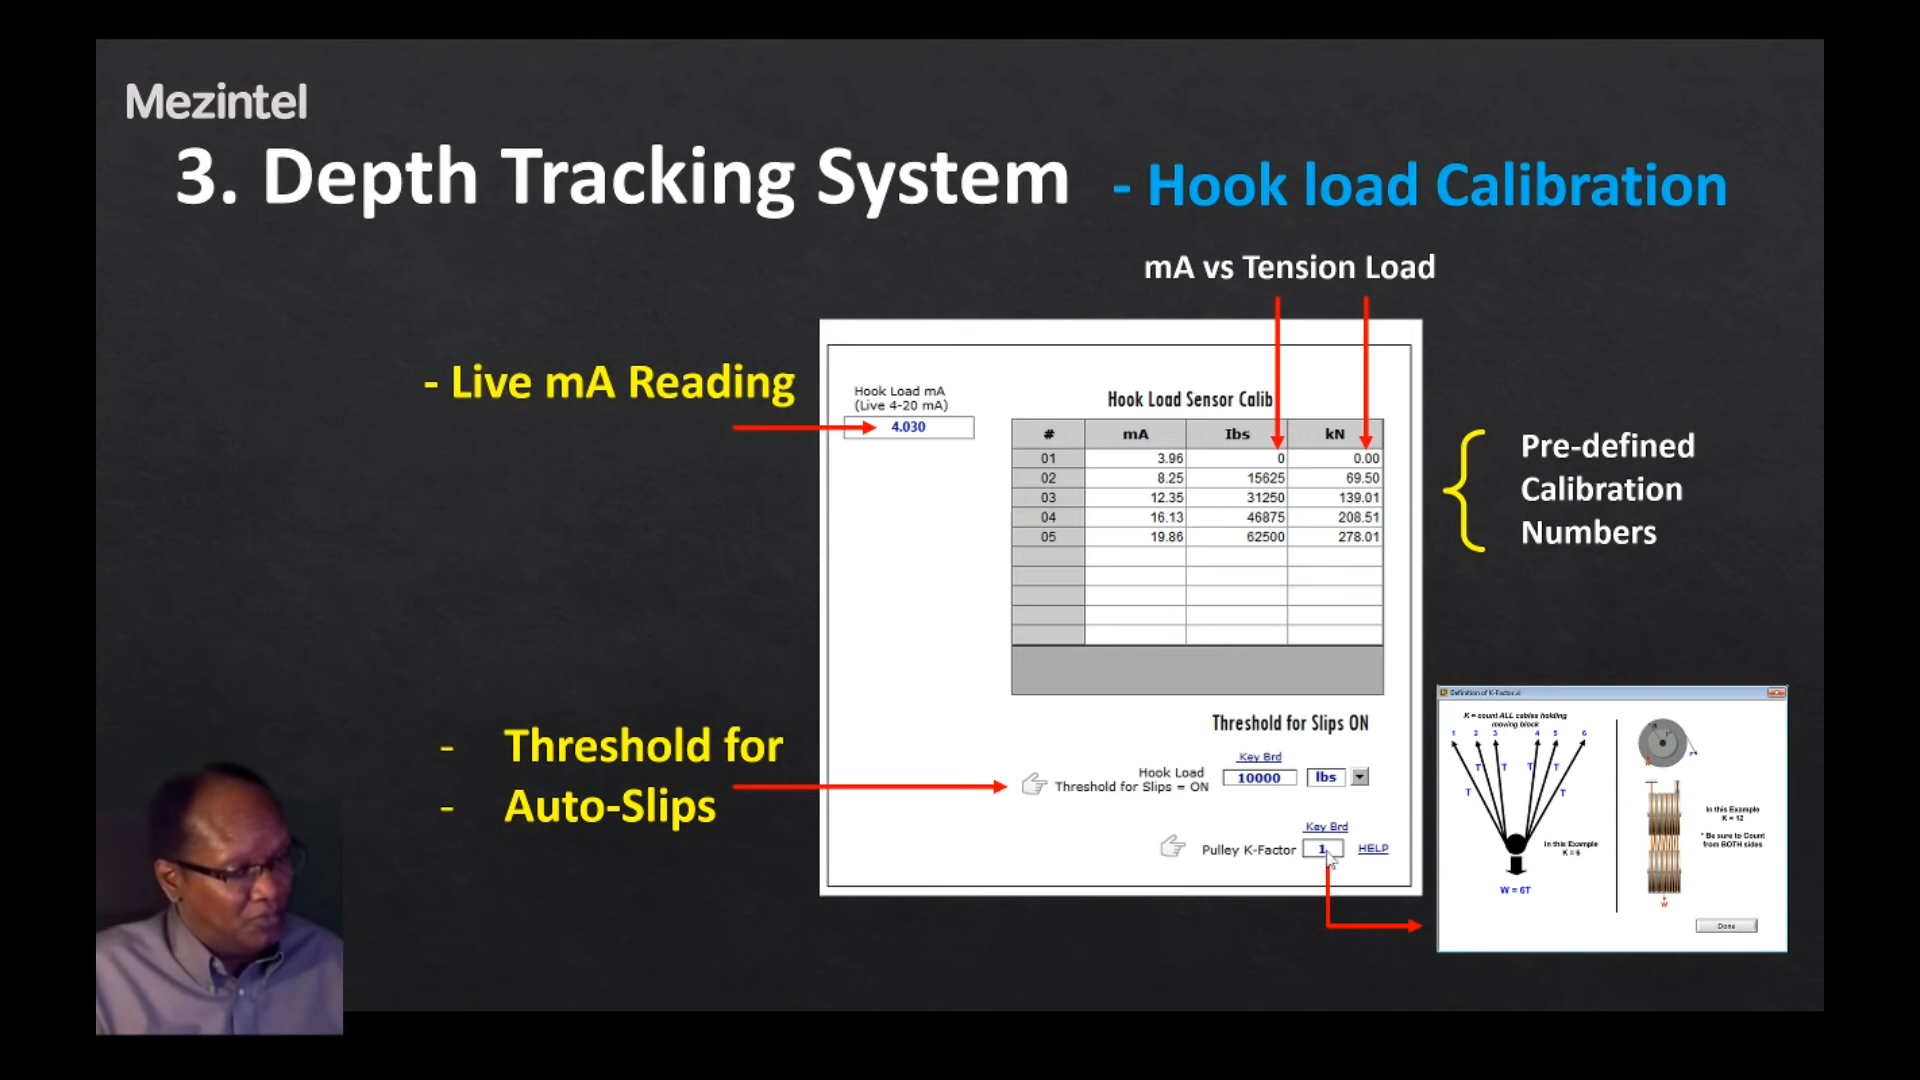 Mezintel
3. Depth Tracking System - Hook load Calibration
mA vs Tension Load
- Live mA Reading
Hook Load mA
(Live 4-20 mA)
4.030
Hook Load Sensor Calib
# mA Ibs kN
01 3.96 0 0.00
02 8.25 15625 69.50
03 12.35 31250 139.01
04 16.13 46875 208.51
05 19.86 62500 278.01
Pre-defined
Calibration
Numbers
- Threshold for
- Auto-Slips
Threshold for Slips ON
Key Brd
Hook Load
Threshold for Slips = ON
10000 lbs
Key Brd
Pulley K-Factor 1 HELP
Definition of K-Factor.vi
K = count ALL cables holding
moving block
1 2 3 4 5 6
T T T T
T T
In this Example
K = 6
W = 6T
In this Example
K = 12
* Be sure to Count
from BOTH sides
W
Done